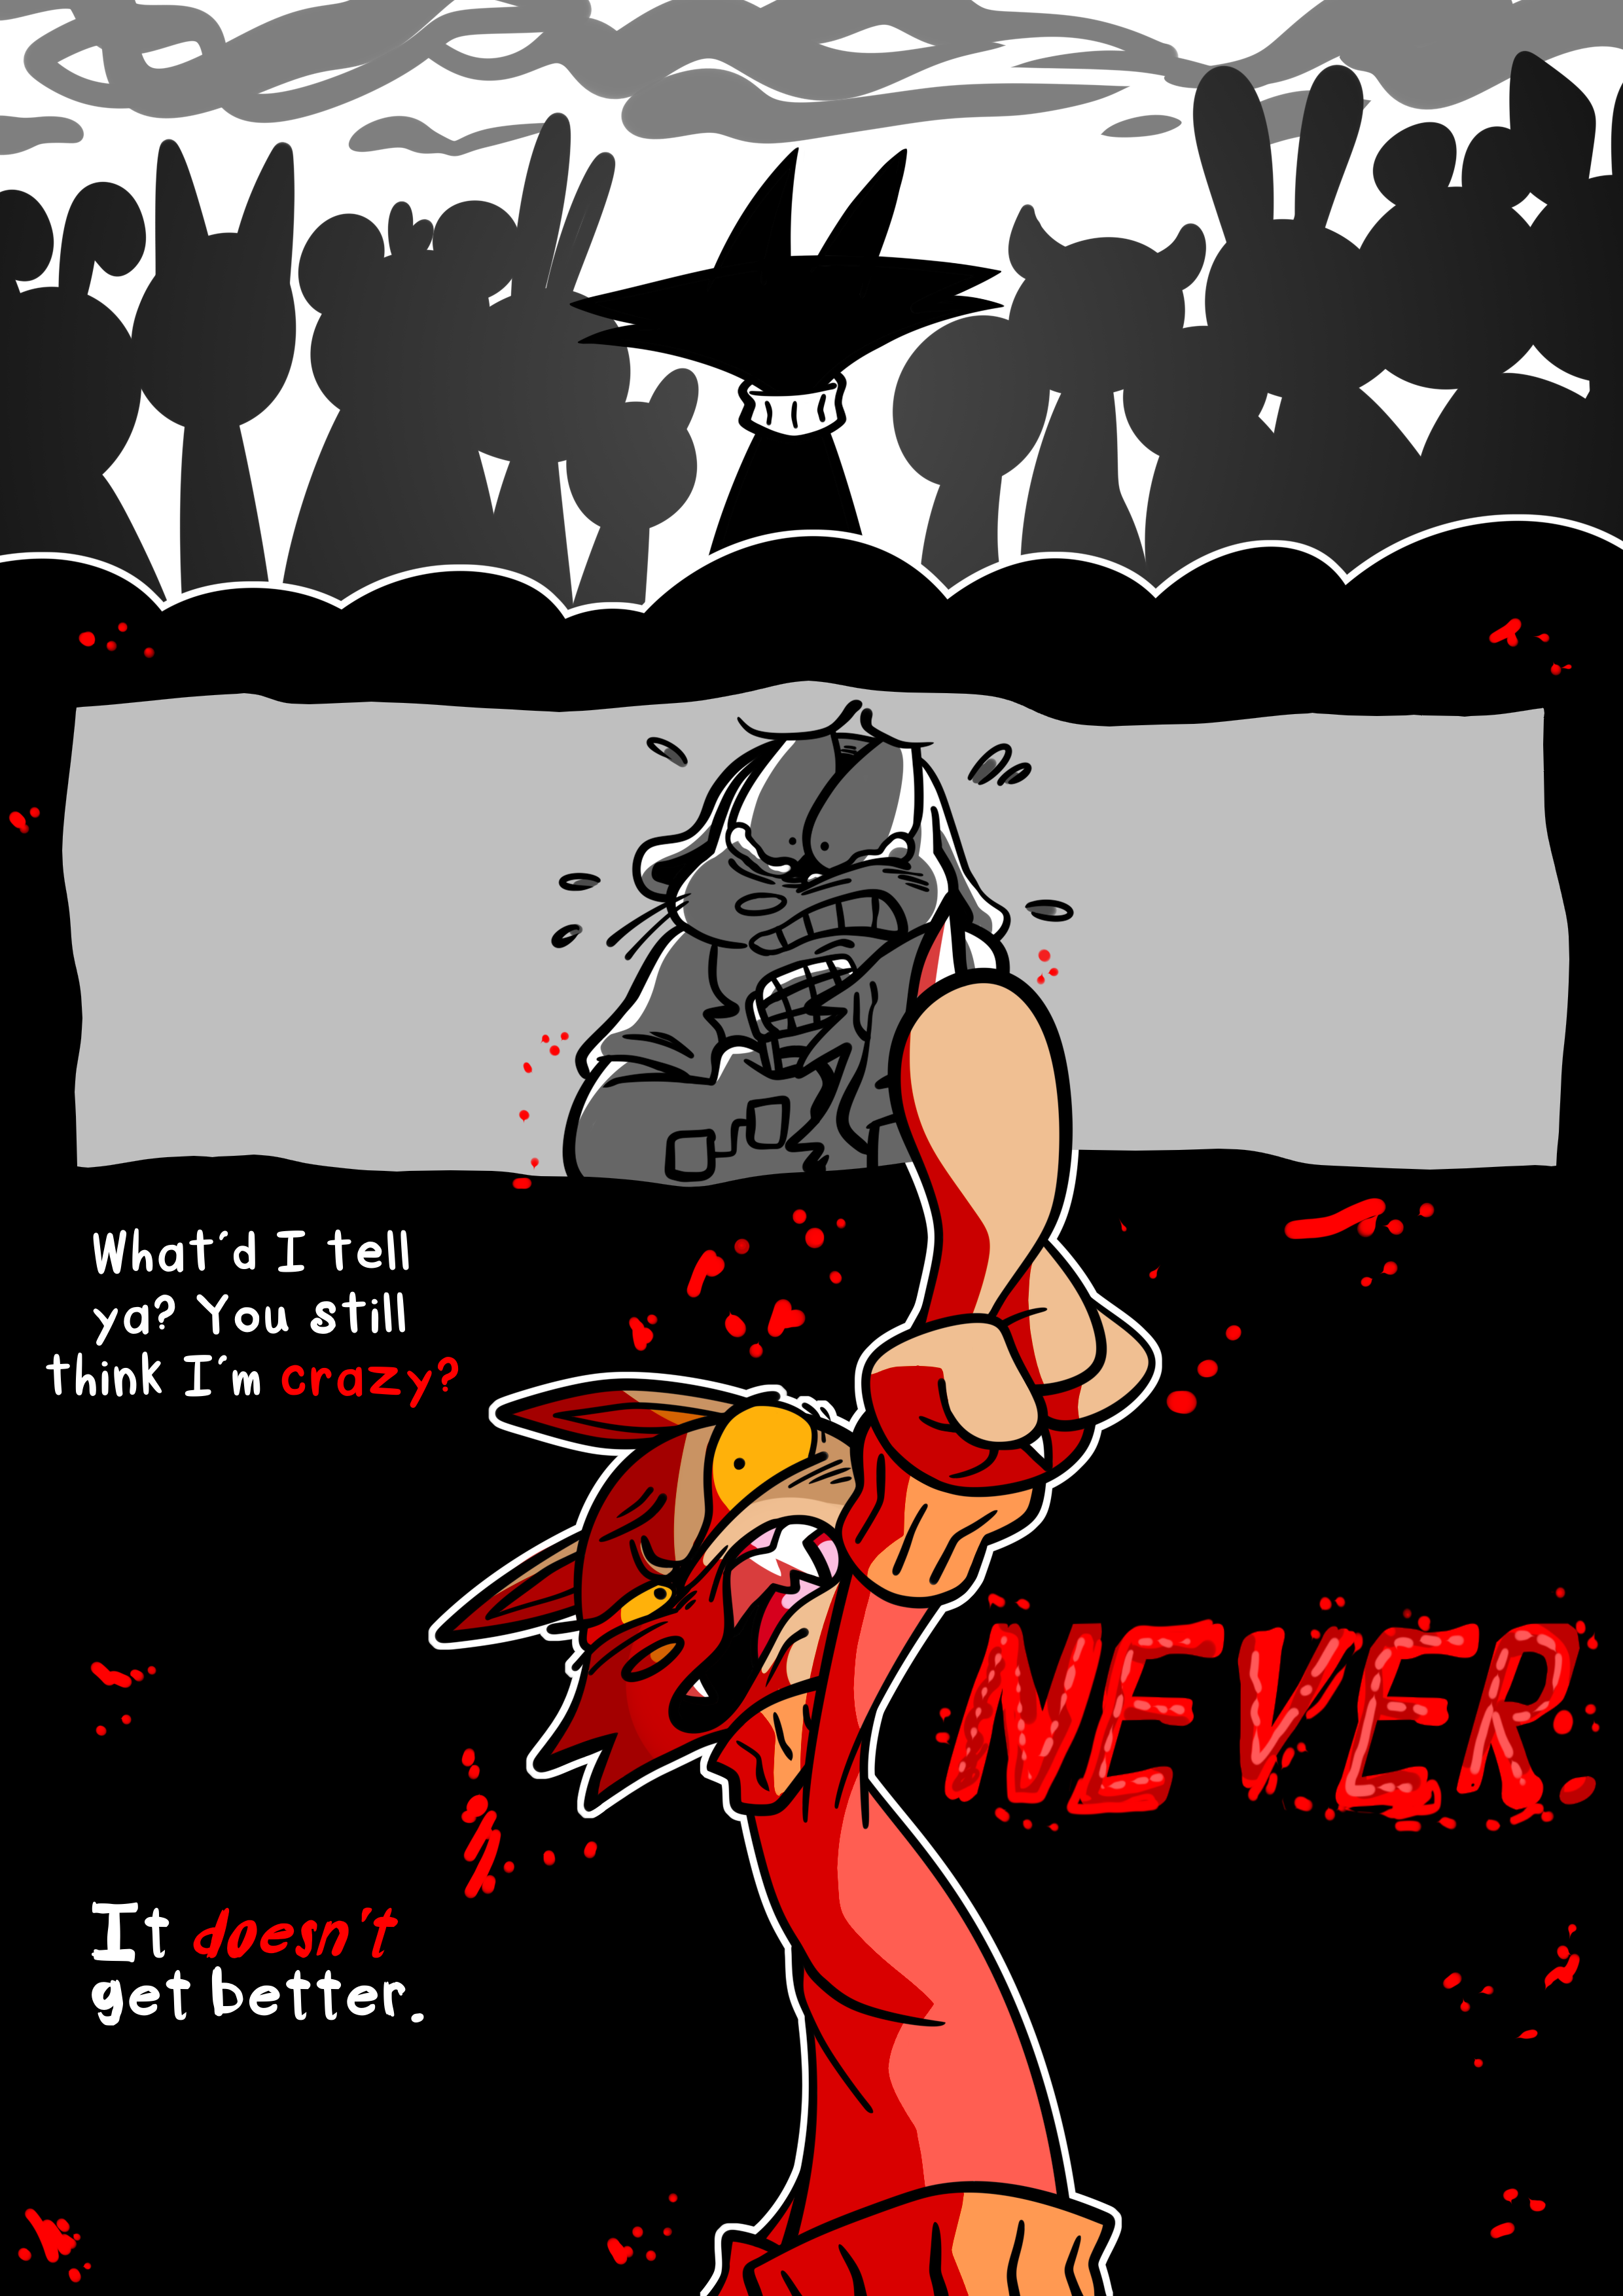 What'd I tell
ya? You still
think I'm crazy?
NEVER.
It doesn't
get better.